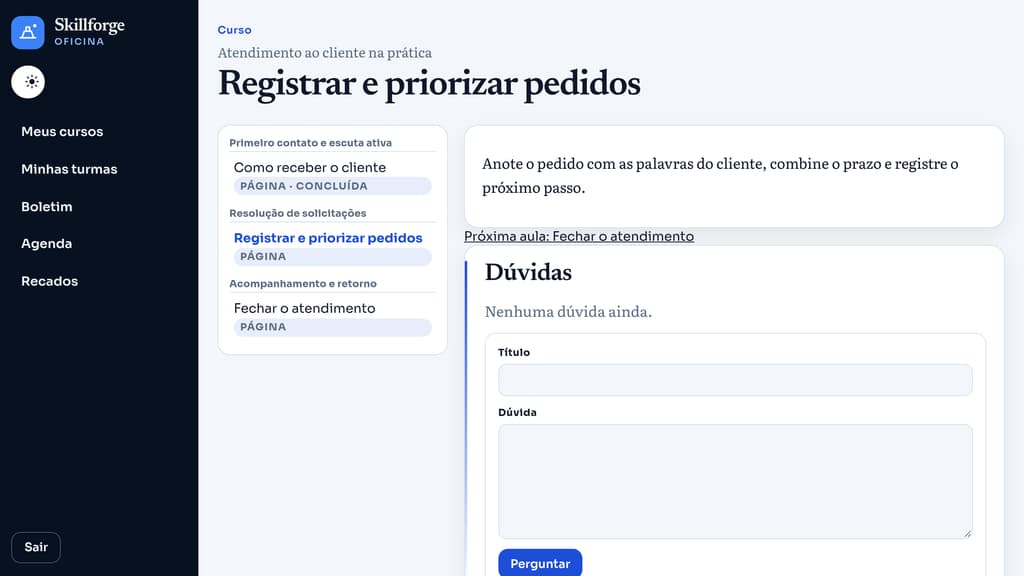 Skillforge
OFICINA
Meus cursos
Minhas turmas
Boletim
Agenda
Recados
Sair
Curso
Atendimento ao cliente na prática
Registrar e priorizar pedidos
Primeiro contato e escuta ativa
Como receber o cliente
PÁGINA · CONCLUÍDA
Resolução de solicitações
Registrar e priorizar pedidos
PÁGINA
Acompanhamento e retorno
Fechar o atendimento
PÁGINA
Anote o pedido com as palavras do cliente, combine o prazo e registre o
próximo passo.
Próxima aula: Fechar o atendimento
Dúvidas
Nenhuma dúvida ainda.
Título
Dúvida
Perguntar